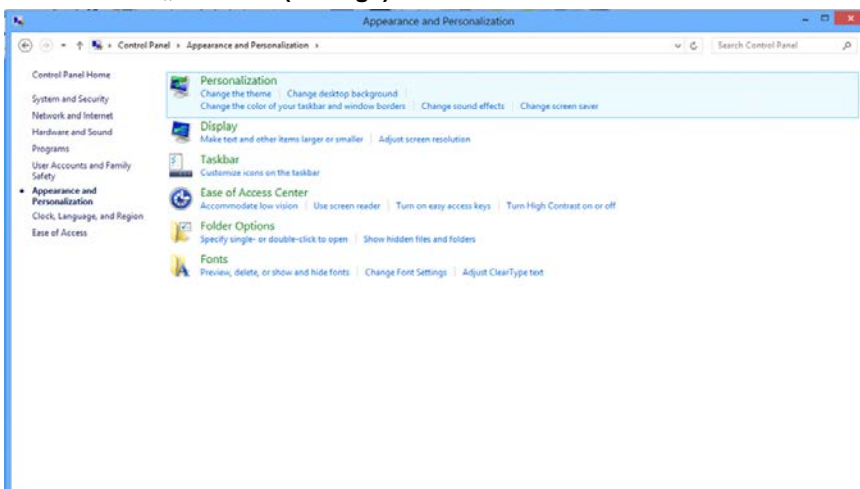 Appearance and Personalization
Control Panel › Appearance and Personalization ›
Search Control Panel
Control Panel Home
System and Security
Network and Internet
Hardware and Sound
Programs
User Accounts and Family
Safety
Appearance and
Personalization
Clock, Language, and Region
Ease of Access
Personalization
Change the theme
Change desktop background
Change the color of your taskbar and window borders
Change sound effects
Change screen saver
Display
Make text and other items larger or smaller
Adjust screen resolution
Taskbar
Customize icons on the taskbar
Ease of Access Center
Accommodate low vision
Use screen reader
Turn on easy access keys
Turn High Contrast on or off
Folder Options
Specify single- or double-click to open
Show hidden files and folders
Fonts
Preview, delete, or show and hide fonts
Change Font Settings
Adjust ClearType text